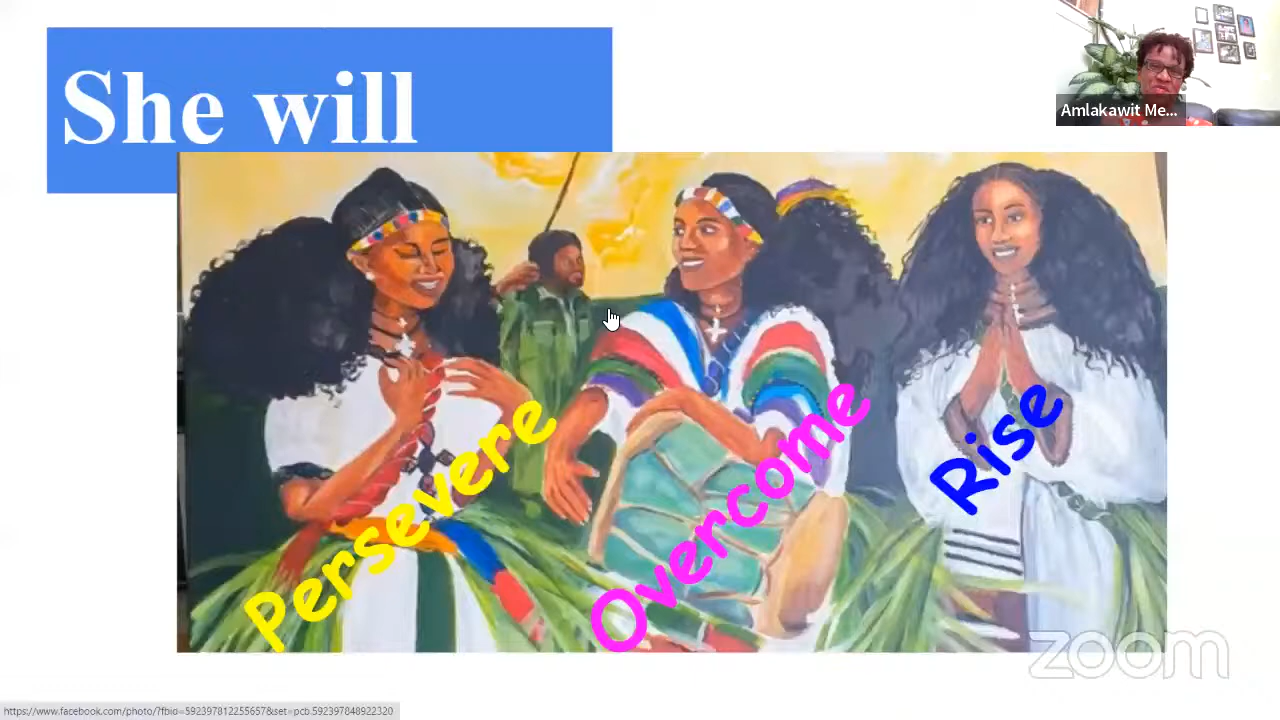 She will
Amlakawit Me...
Persevere
Overcome
Rise
zoom
https://www.facebook.com/photo/?fbid=592397812255657&set=pcb.592397848922320